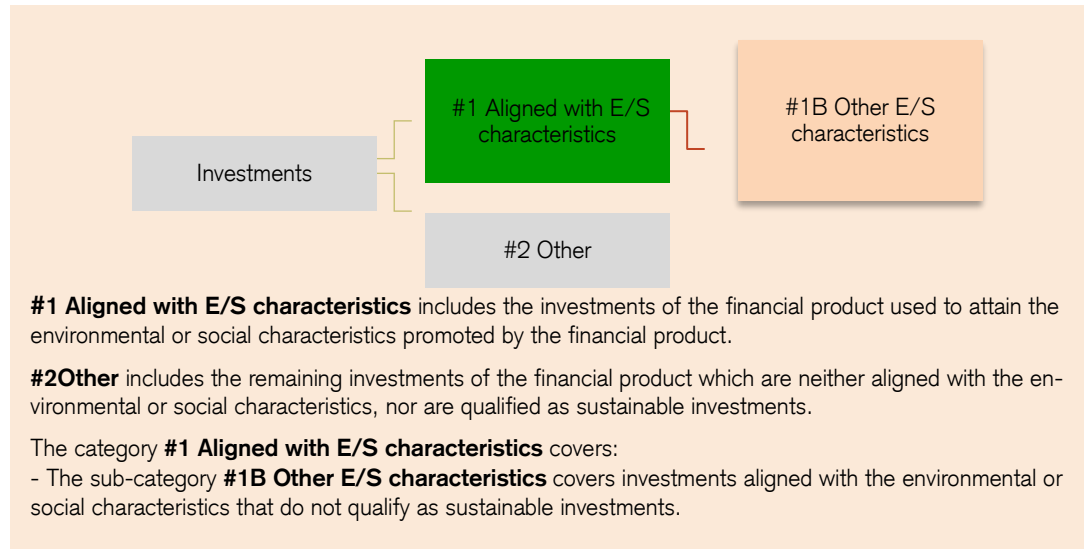 #1 Aligned with E/S
characteristics
#1B Other E/S
characteristics
Investments
#2 Other
#1 Aligned with E/S characteristics includes the investments of the financial product used to attain the
environmental or social characteristics promoted by the financial product.
#2Other includes the remaining investments of the financial product which are neither aligned with the en-
vironmental or social characteristics, nor are qualified as sustainable investments.
The category #1 Aligned with E/S characteristics covers:
- The sub-category #1B Other E/S characteristics covers investments aligned with the environmental or
social characteristics that do not qualify as sustainable investments.